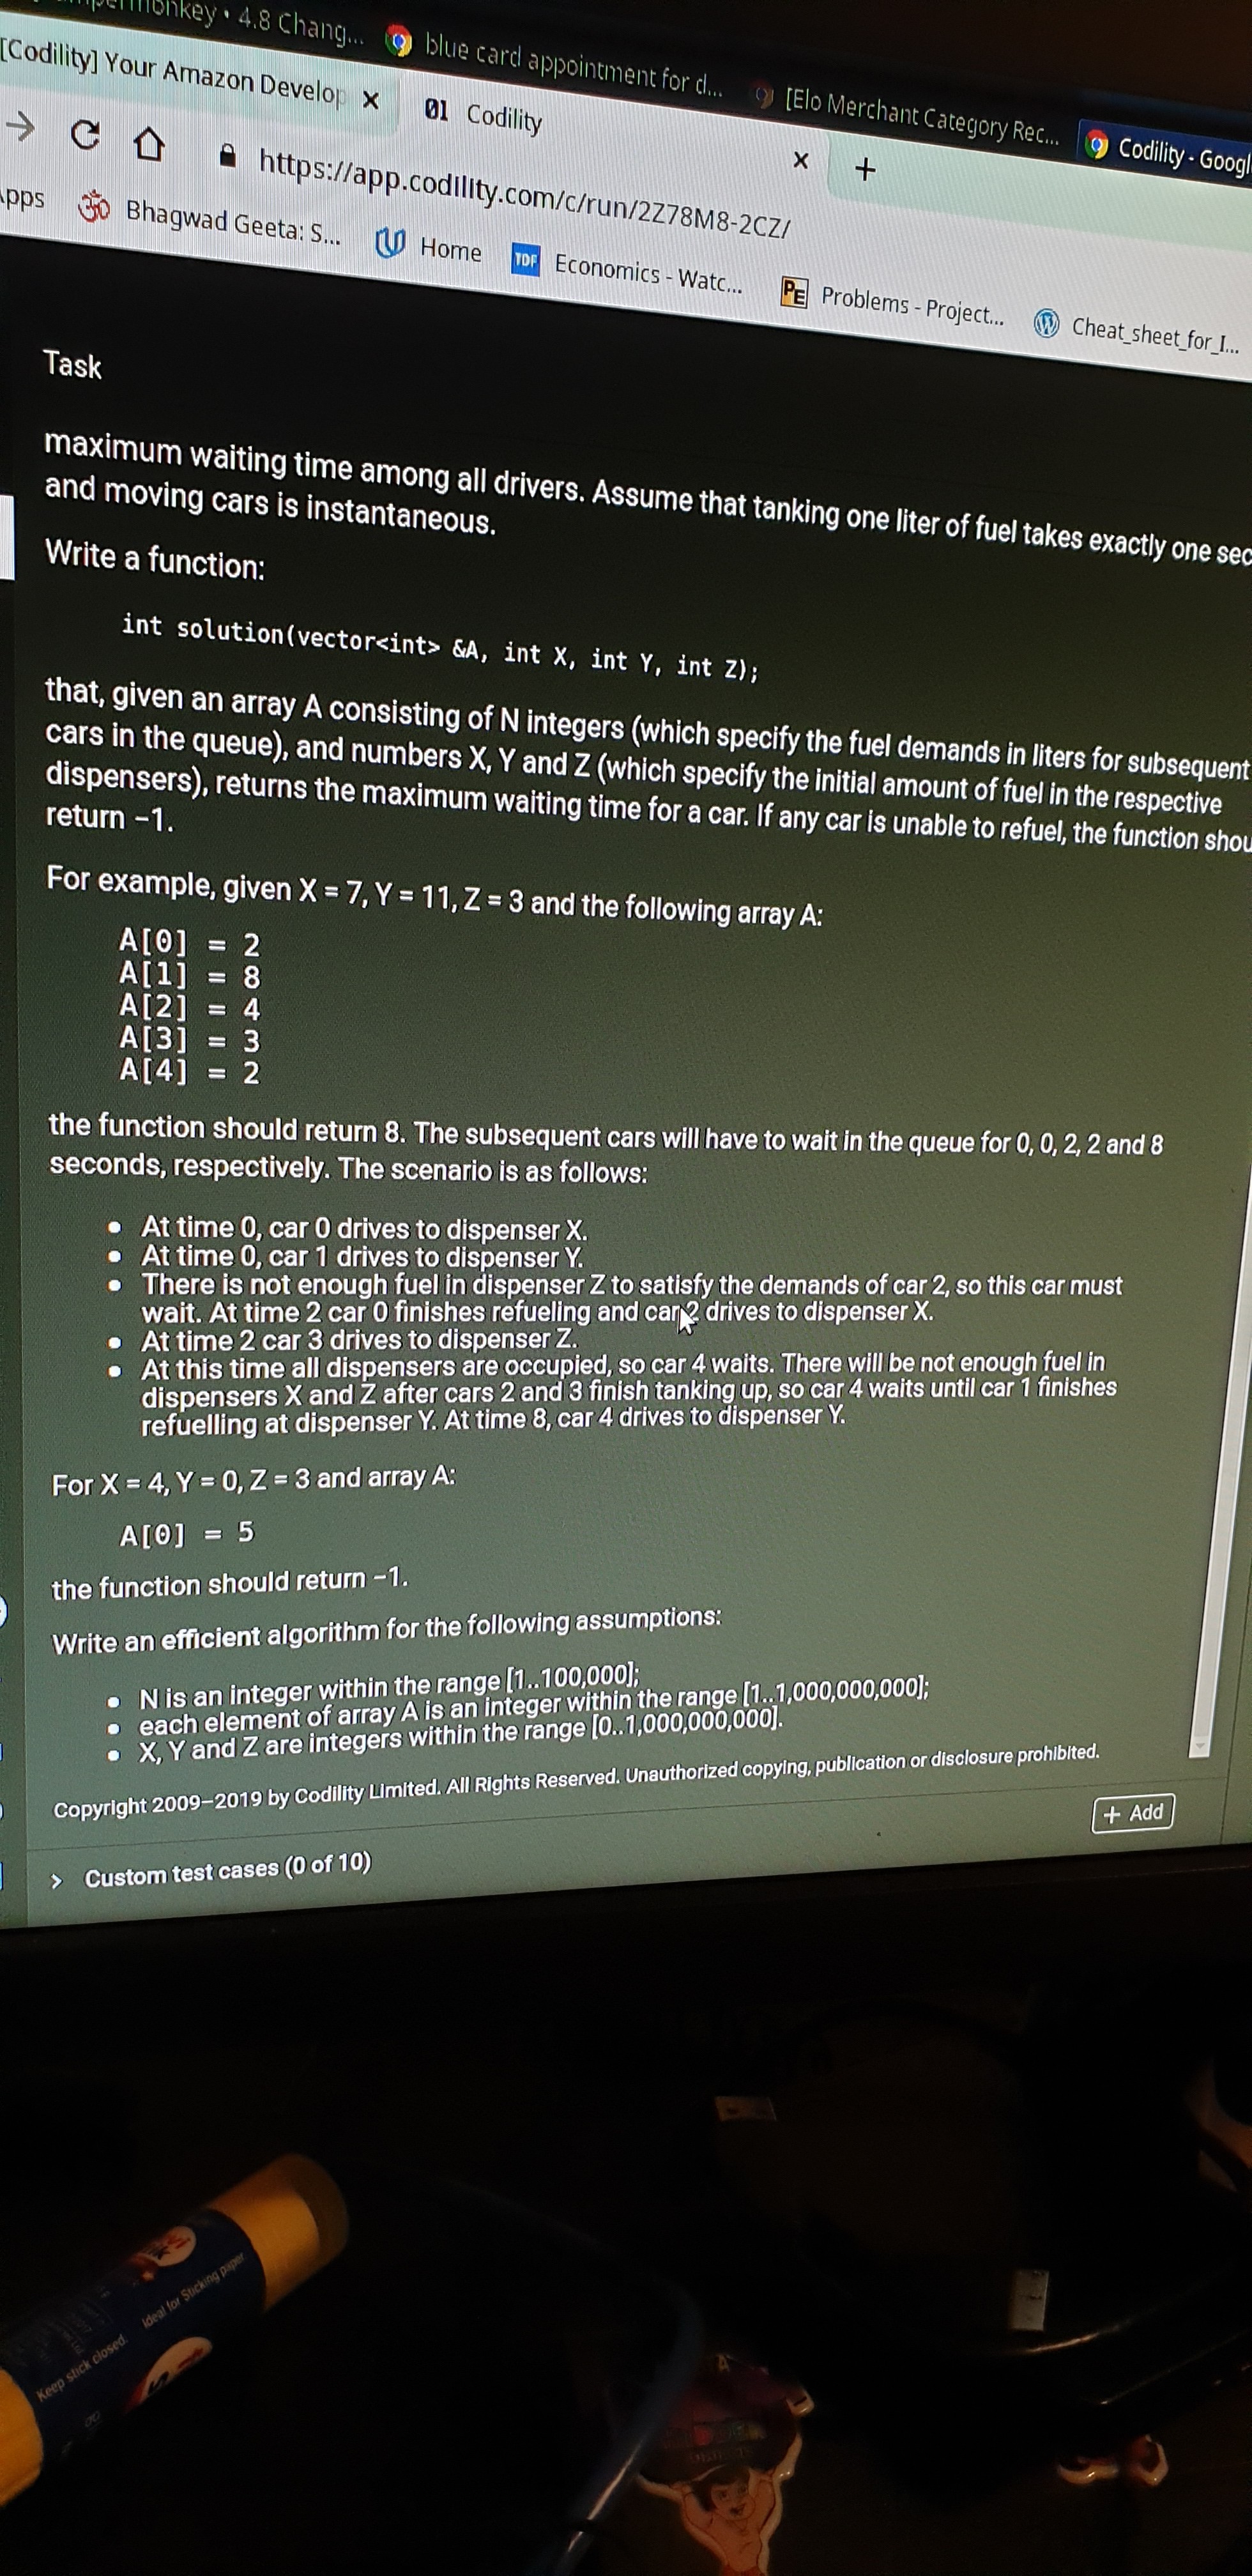 4.8 Chang...
blue card appointment for d...
[Elo Merchant Category Rec...
Codility - Googl
[Codility] Your Amazon Develop
Codility
https://app.codility.com/c/run/2Z78M8-2CZ/
Apps
Bhagwad Geeta: S...
Home
TDF
Economics - Watc...
PE
Problems - Project...
Cheat_sheet_for_I...
Task
maximum waiting time among all drivers. Assume that tanking one liter of fuel takes exactly one sec
and moving cars is instantaneous.
Write a function:
int solution(vector<int> &A, int X, int Y, int Z);
that, given an array A consisting of N integers (which specify the fuel demands in liters for subsequent
cars in the queue), and numbers X, Y and Z (which specify the initial amount of fuel in the respective
dispensers), returns the maximum waiting time for a car. If any car is unable to refuel, the function shou
return −1.
For example, given X = 7, Y = 11, Z = 3 and the following array A:
A[0] = 2
A[1] = 8
A[2] = 4
A[3] = 3
A[4] = 2
the function should return 8. The subsequent cars will have to wait in the queue for 0, 0, 2, 2 and 8
seconds, respectively. The scenario is as follows:
• At time 0, car 0 drives to dispenser X.
• At time 0, car 1 drives to dispenser Y.
• There is not enough fuel in dispenser Z to satisfy the demands of car 2, so this car must
wait. At time 2 car 0 finishes refueling and car 2 drives to dispenser X.
• At time 2 car 3 drives to dispenser Z.
• At this time all dispensers are occupied, so car 4 waits. There will be not enough fuel in
dispensers X and Z after cars 2 and 3 finish tanking up, so car 4 waits until car 1 finishes
refuelling at dispenser Y. At time 8, car 4 drives to dispenser Y.
For X = 4, Y = 0, Z = 3 and array A:
A[0] = 5
the function should return −1.
Write an efficient algorithm for the following assumptions:
• N is an integer within the range [1..100,000];
• each element of array A is an integer within the range [1..1,000,000,000];
• X, Y and Z are integers within the range [0..1,000,000,000].
Copyright 2009–2019 by Codility Limited. All Rights Reserved. Unauthorized copying, publication or disclosure prohibited.
+ Add
Custom test cases (0 of 10)
Ideal for Sticking paper
Keep stick closed.